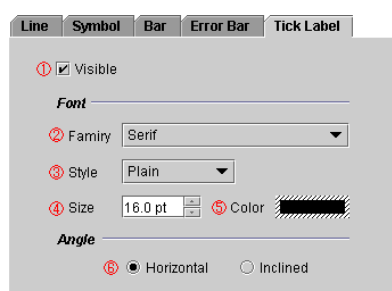 Line Symbol Bar Error Bar Tick Label
① Visible
Font
② Famiry Serif
③ Style Plain
④ Size 16.0 pt ⑤ Color
Angle
⑥ Horizontal Inclined